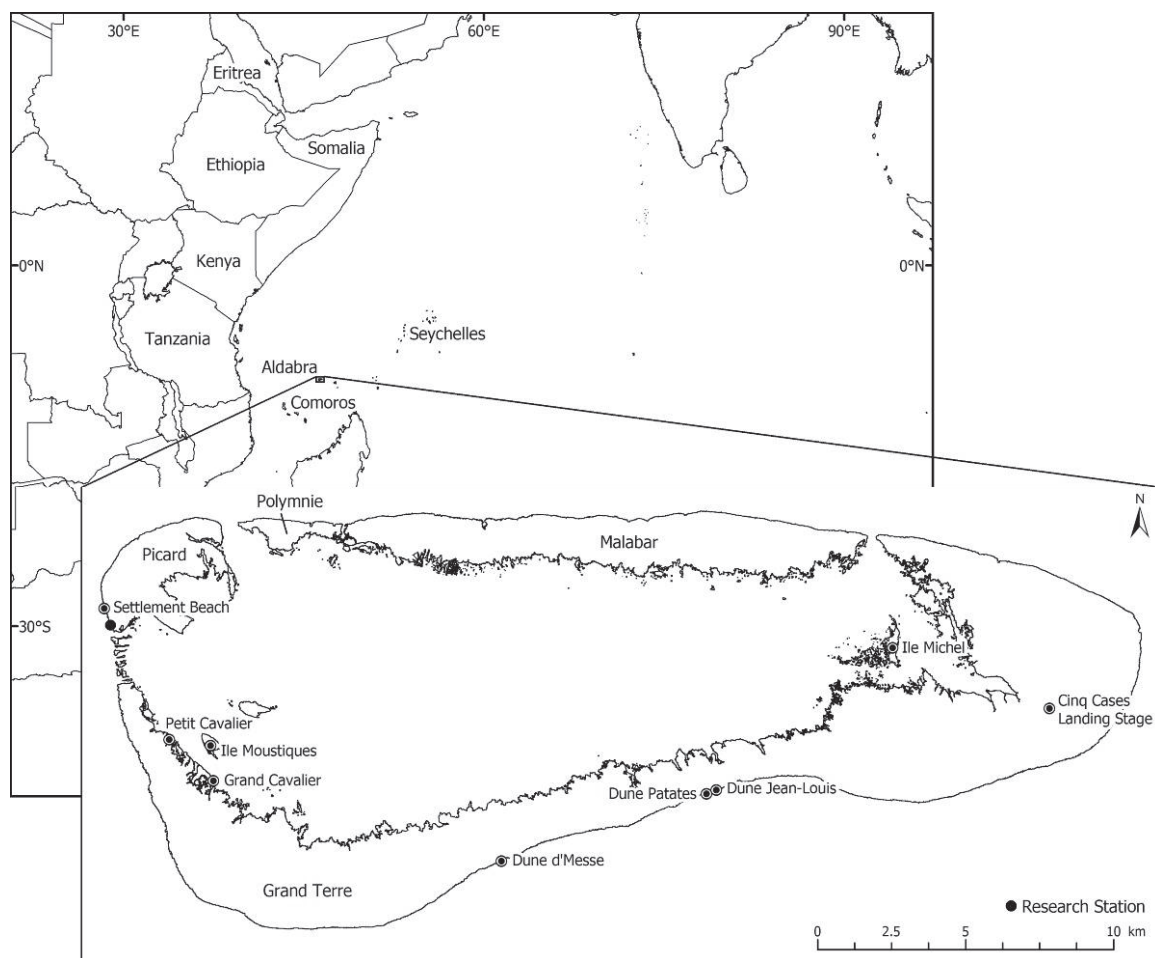 30°E
60°E
90°E
Eritrea
Ethiopia
Somalia
0°N
Kenya
0°N
Tanzania
Seychelles
Aldabra
Comoros
Polymnie
N
Picard
Malabar
Settlement Beach
30°S
Ile Michel
Cinq Cases
Landing Stage
Petit Cavalier
Ile Moustiques
Grand Cavalier
Dune Patates
Dune Jean-Louis
Dune d'Messe
Grand Terre
Research Station
0
2.5
5
10 km